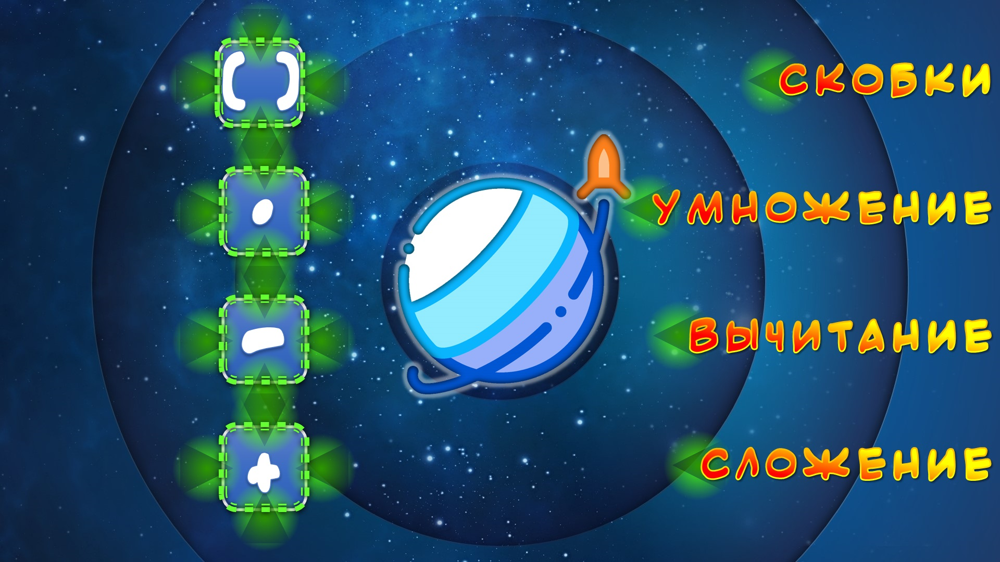 ( ) СКОБКИ
· УМНОЖЕНИЕ
- ВЫЧИТАНИЕ
+ СЛОЖЕНИЕ